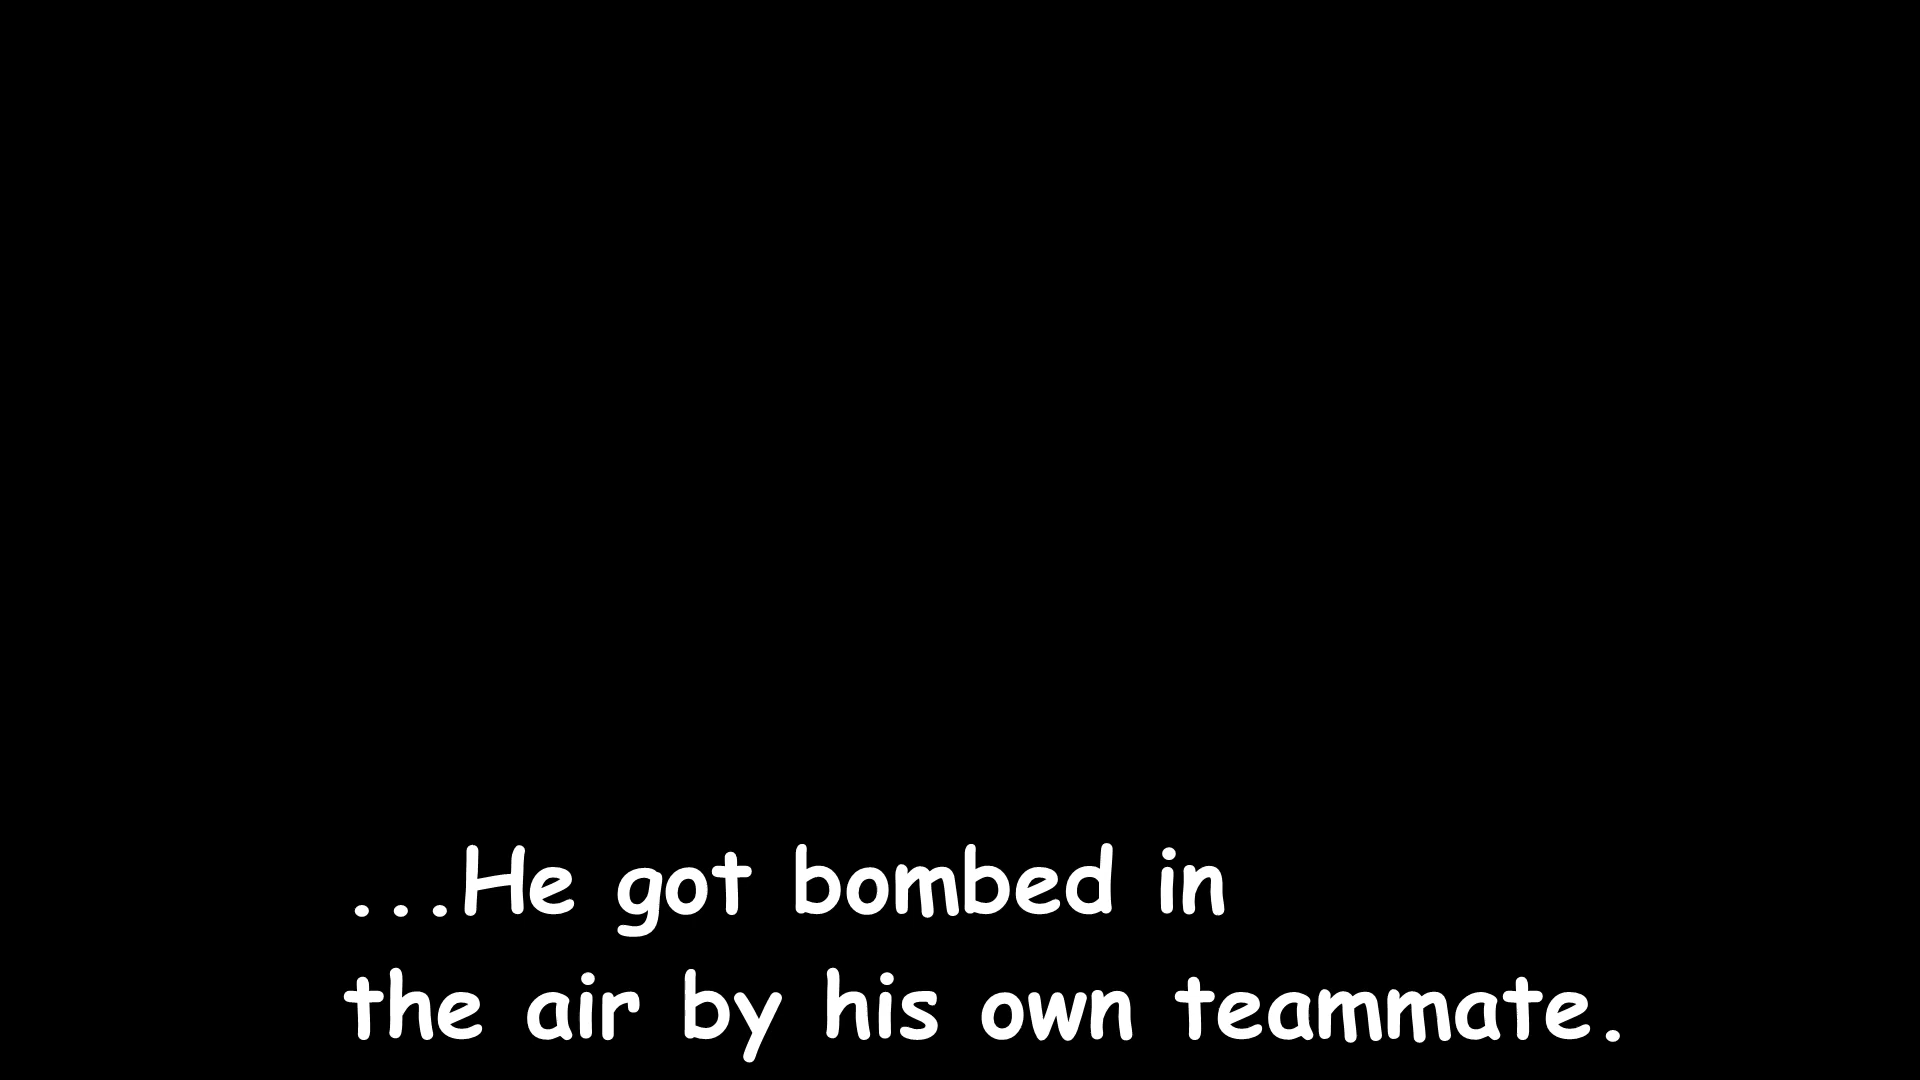 ...He got bombed in
the air by his own teammate.